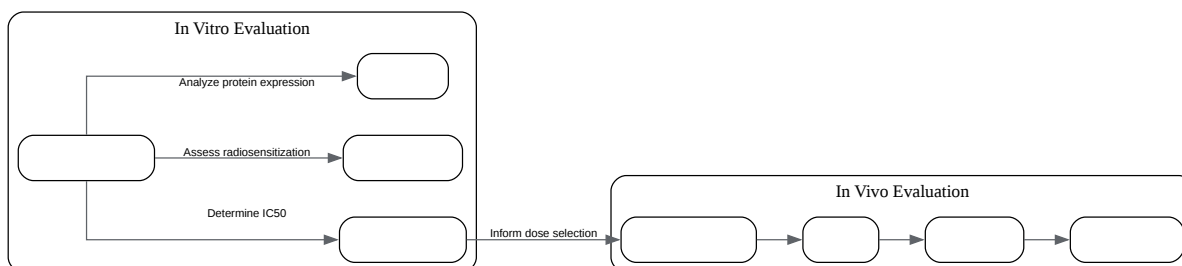 In Vitro Evaluation
Analyze protein expression
Assess radiosensitization
In Vivo Evaluation
Determine IC50
Inform dose selection